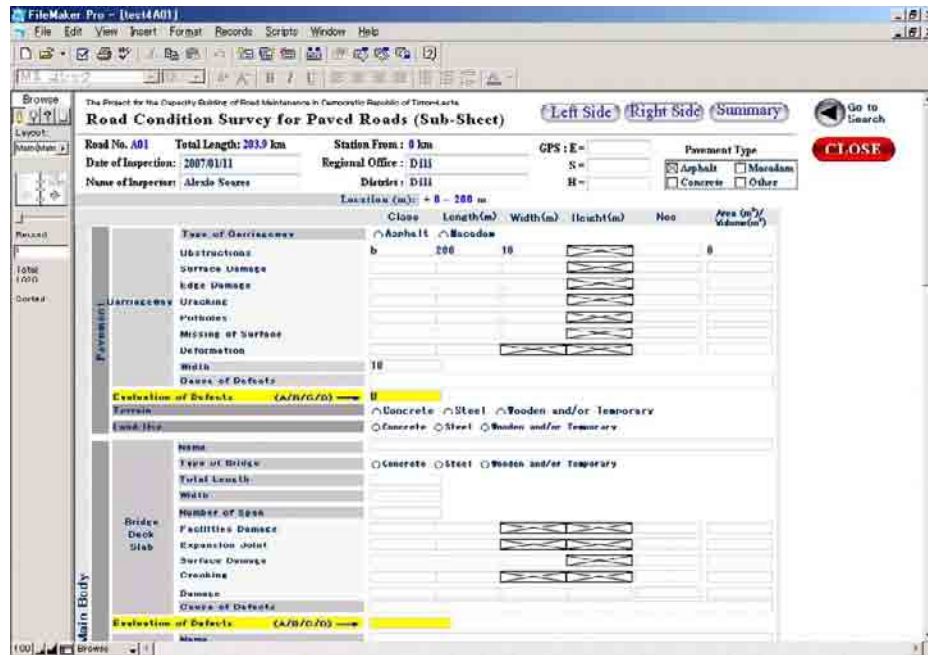 FileMaker Pro - [test4A01]
File Edit View Insert Format Records Scripts Window Help
Browse
Layout:
Total
Sorted
The Project for the Capacity Building of Road Maintenance in Democratic Republic of
Road Condition Survey for Paved Roads (Sub-Sheet)
Left Side Right Side Summary
Go to Search
CLOSE
Road No. A01 Total Length: 203.9 km Station From : 0 km GPS : E= Pavement Type
Date of Inspection: 2007/01/11 Regional Office : Dili S = Asphalt Macadam
Name of Inspector: Alexio Soares District : Dili H= Concrete Other
Location (m): + 0 - 200 m
Class Length(m) Width(m) Height(m) Nos Area (m²)/Volume(m³)
Pavement
Carriageway
Type of Carriageway Asphalt Macadam
Obstructions b 200 10 0
Surface Damage
Edge Damage
Cracking
Potholes
Missing of Surface
Deformation
Width 10
Cause of Defects
Evaluation of Defects (A/B/C/D)
Terrain Concrete Steel Wooden and/or Temporary
Land Use Concrete Steel Wooden and/or Temporary
Main Body
Bridge Deck Slab
Name
Type of Bridge Concrete Steel Wooden and/or Temporary
Total Length
Width
Number of Span
Facilities Damage
Expansion Joint
Surface Damage
Cracking
Damage
Cause of Defects
Evaluation of Defects (A/B/C/D)
Name
100 Browse